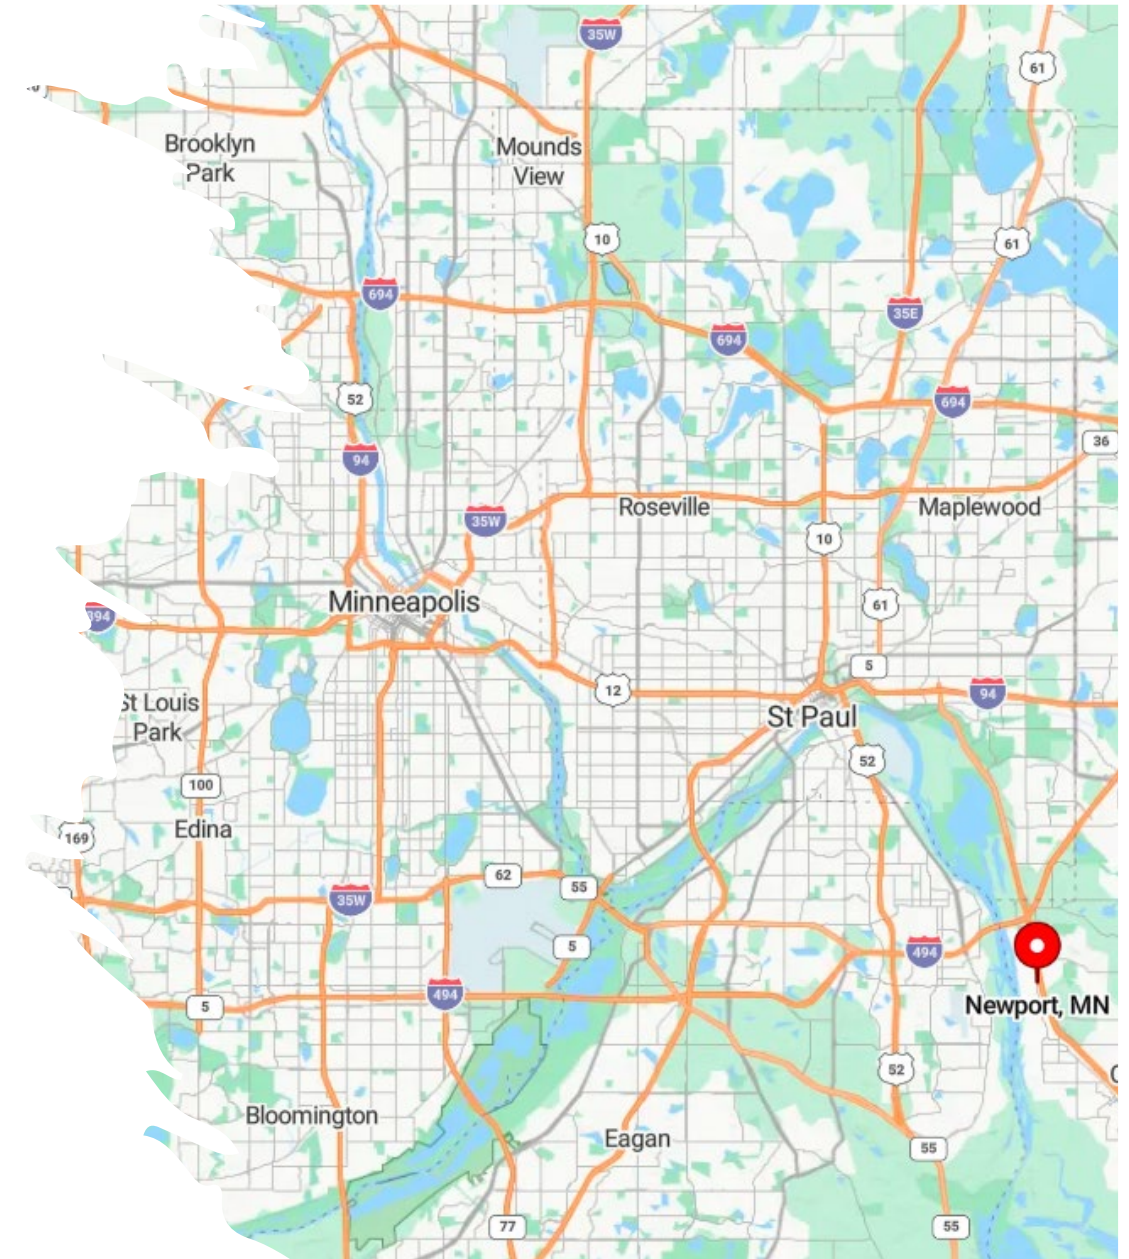 35W
61
Brooklyn
Park
Mounds
View
10
61
694
35E
694
52
694
36
94
Roseville
Maplewood
35W
10
Minneapolis
61
394
5
St Louis
Park
12
94
St Paul
52
100
Edina
169
62
55
35W
5
494
494
5
Newport, MN
52
Bloomington
Eagan
55
77
55